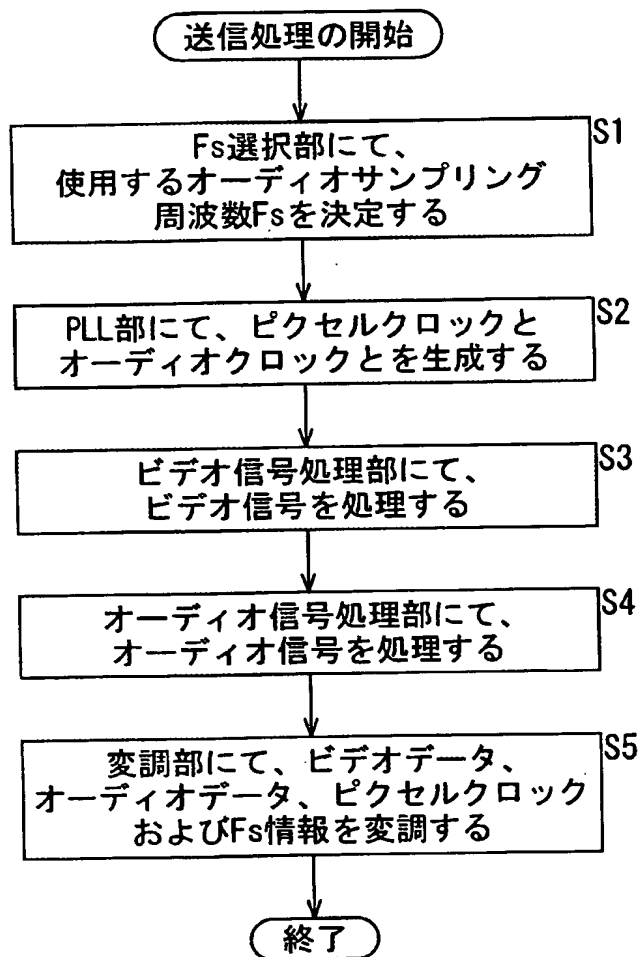 送信処理の開始
S1
Fs選択部にて、
使用するオーディオサンプリング
周波数Fsを決定する
S2
PLL部にて、ピクセルクロックと
オーディオクロックとを生成する
S3
ビデオ信号処理部にて、
ビデオ信号を処理する
S4
オーディオ信号処理部にて、
オーディオ信号を処理する
S5
変調部にて、ビデオデータ、
オーディオデータ、ピクセルクロック
およびFs情報を変調する
終了